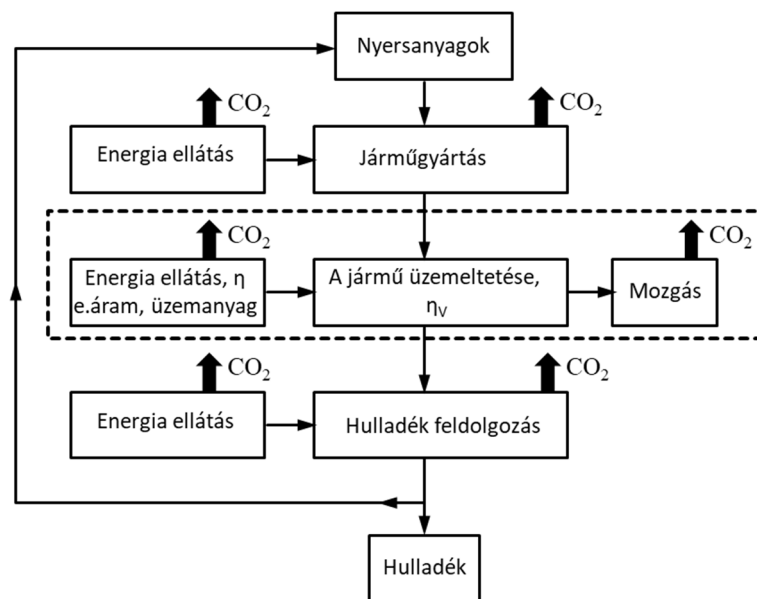 Nyersanyagok
CO₂
CO₂
Energia ellátás
Járműgyártás
CO₂
CO₂
Energia ellátás, η
e.áram, üzemanyag
A jármű üzemeltetése,
ηᵥ
Mozgás
CO₂
CO₂
Energia ellátás
Hulladék feldolgozás
Hulladék